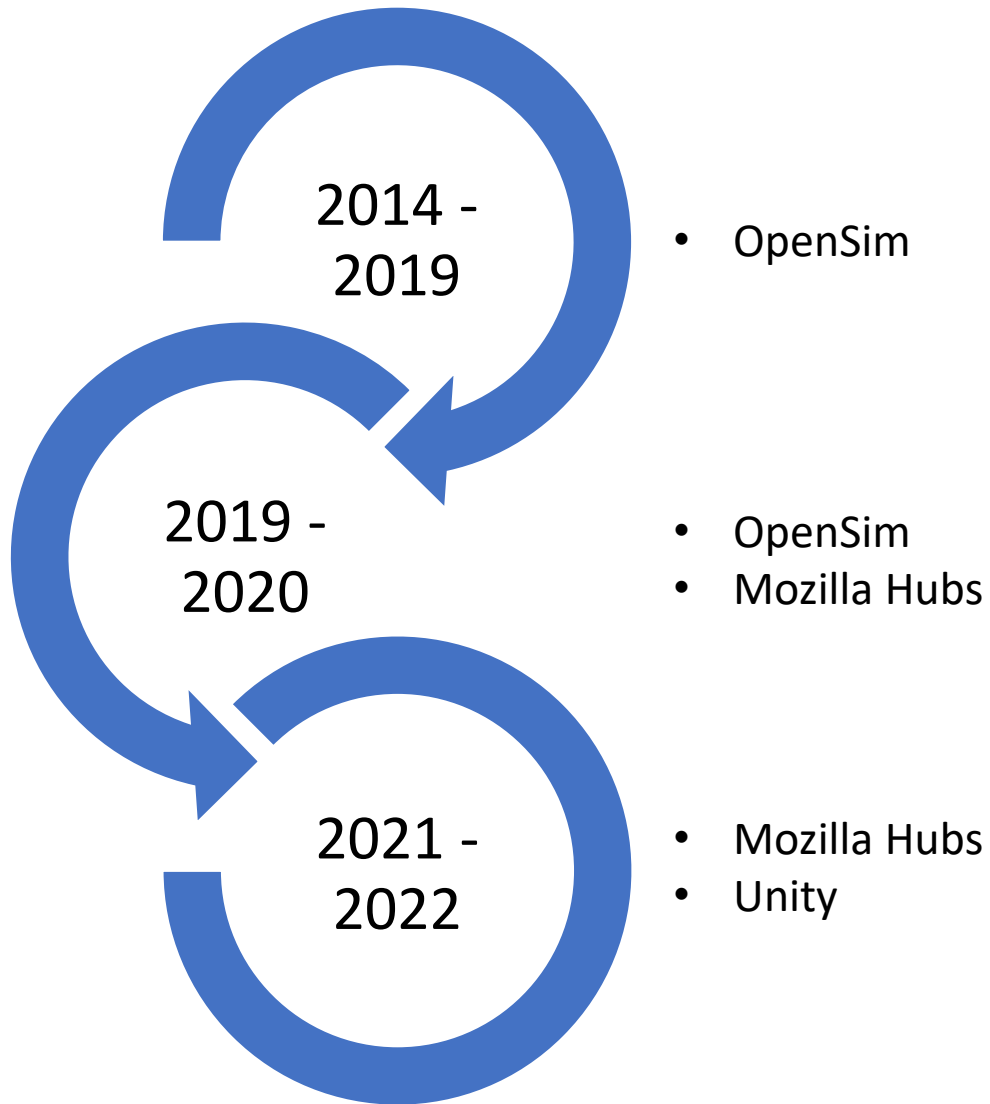 2014 -
2019
• OpenSim
2019 -
2020
• OpenSim
• Mozilla Hubs
2021 -
2022
• Mozilla Hubs
• Unity